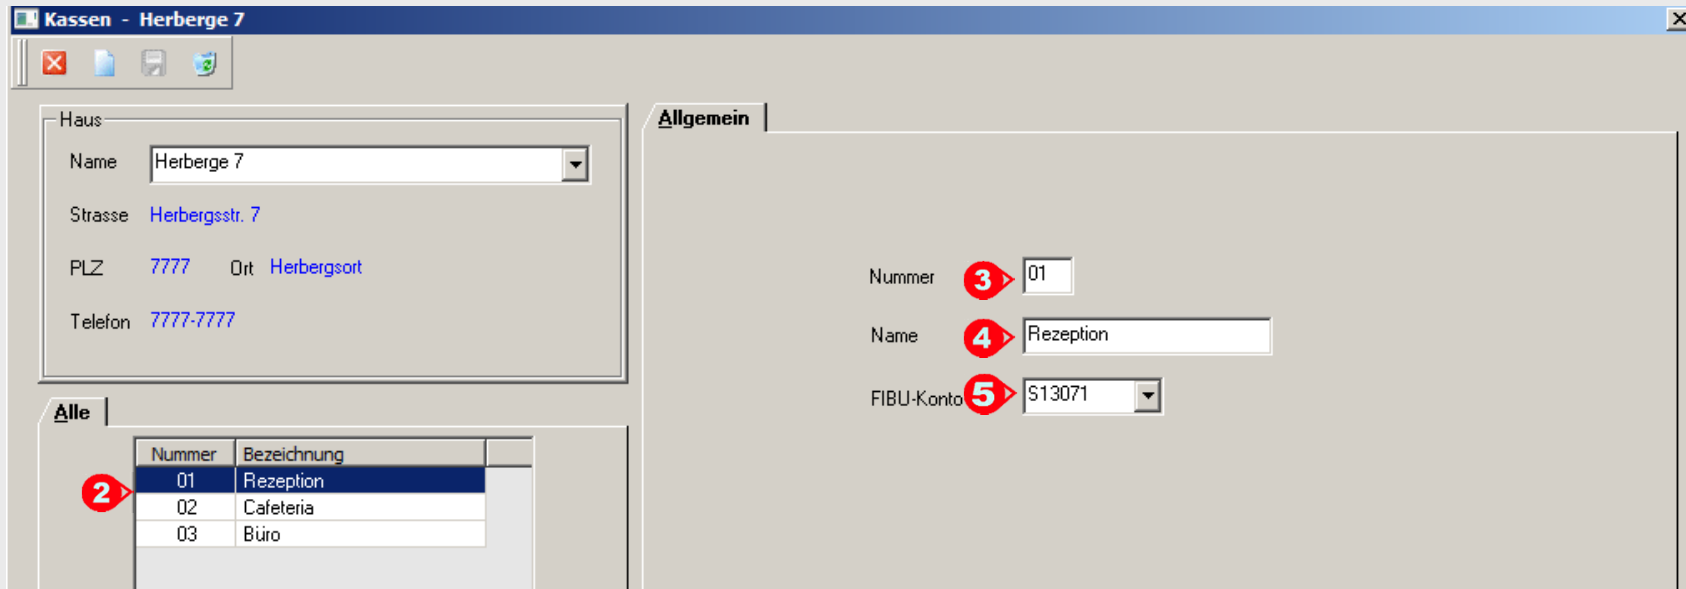 Kassen - Herberge 7
Haus
Name Herberge 7
Strasse Herbergsstr. 7
PLZ 7777 Ort Herbergsort
Telefon 7777-7777
Alle
Nummer Bezeichnung
2
01 Rezeption
02 Cafeteria
03 Büro
Allgemein
Nummer 3 01
Name 4 Rezeption
FIBU-Konto 5 S13071